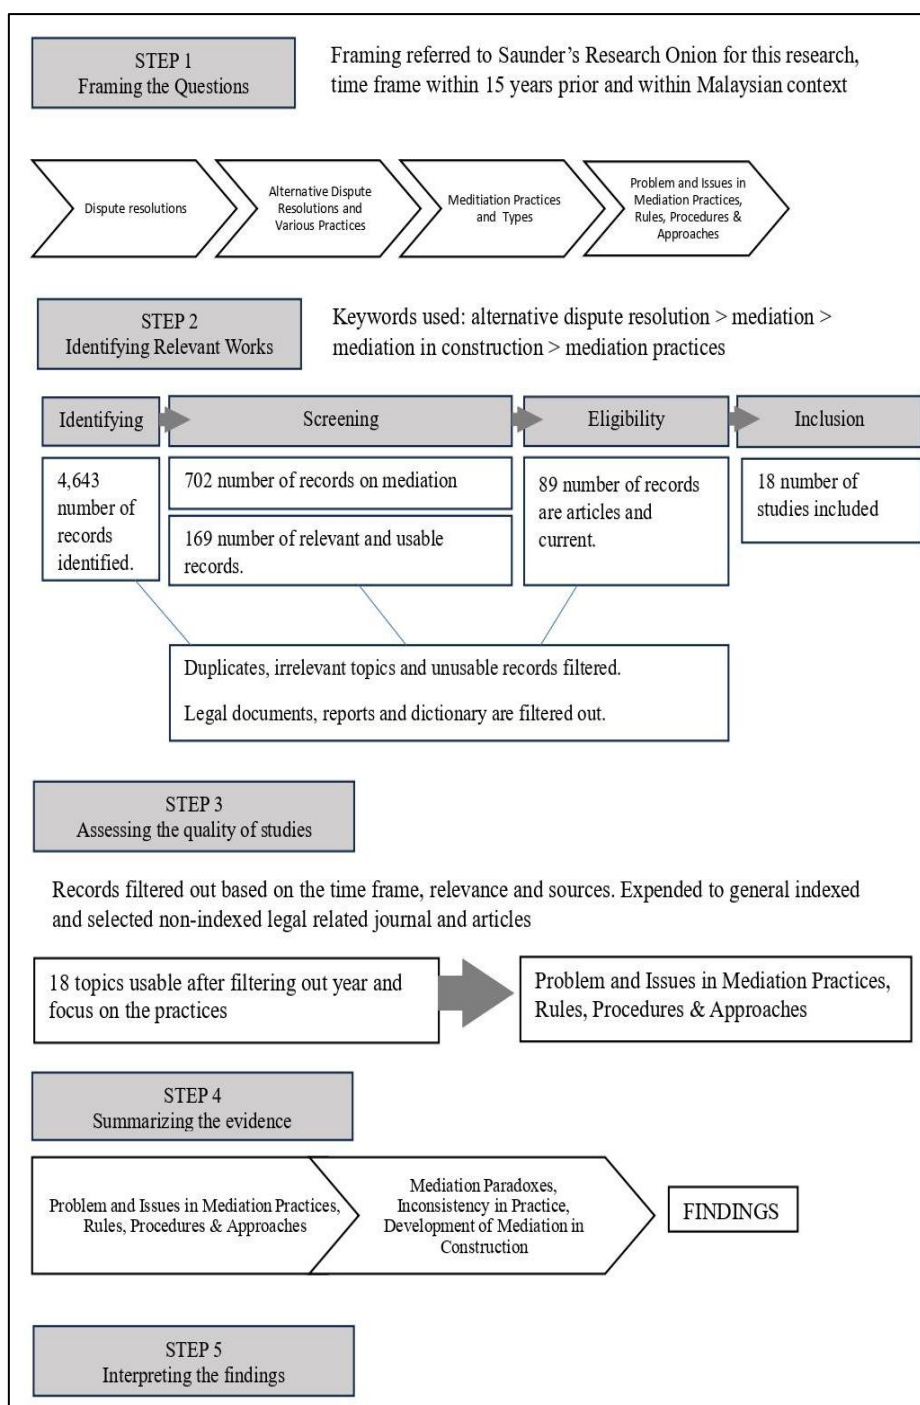 STEP 1
Framing the Questions
Framing referred to Saunder's Research Onion for this research,
time frame within 15 years prior and within Malaysian context
Dispute resolutions
Alternative Dispute
Resolutions and
Various Practices
Meditiation Practices
and Types
Problem and Issues in
Mediation Practices,
Rules, Procedures &
Approaches
STEP 2
Identifying Relevant Works
Keywords used: alternative dispute resolution > mediation >
mediation in construction > mediation practices
Identifying
Screening
Eligibility
Inclusion
4,643
number of
records
identified.
702 number of records on mediation
169 number of relevant and usable
records.
89 number of records
are articles and
current.
18 number of
studies included
Duplicates, irrelevant topics and unusable records filtered.
Legal documents, reports and dictionary are filtered out.
STEP 3
Assessing the quality of studies
Records filtered out based on the time frame, relevance and sources. Expended to general indexed
and selected non-indexed legal related journal and articles
18 topics usable after filtering out year and
focus on the practices
Problem and Issues in Mediation Practices,
Rules, Procedures & Approaches
STEP 4
Summarizing the evidence
Problem and Issues in Mediation Practices,
Rules, Procedures & Approaches
Mediation Paradoxes,
Inconsistency in Practice,
Development of Mediation in
Construction
FINDINGS
STEP 5
Interpreting the findings